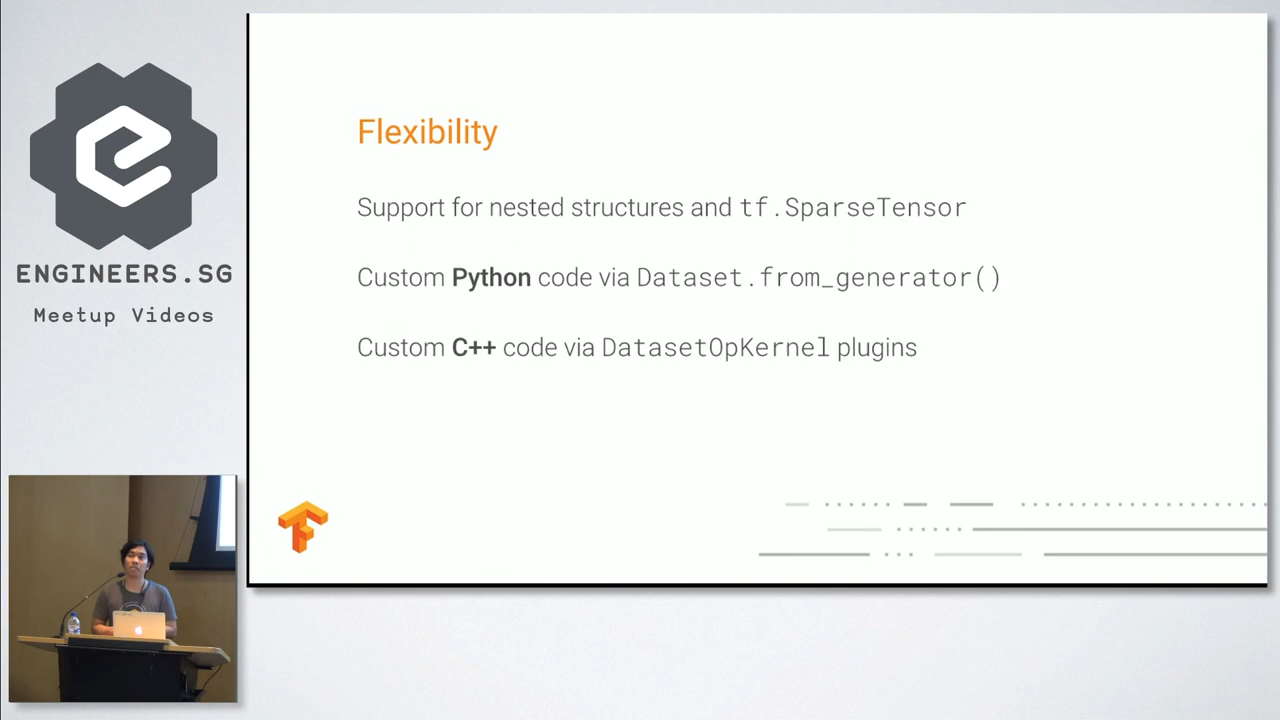 ENGINEERS.SG
Meetup Videos
Flexibility
Support for nested structures and tf.SparseTensor
Custom Python code via Dataset.from_generator()
Custom C++ code via DatasetOpKernel plugins